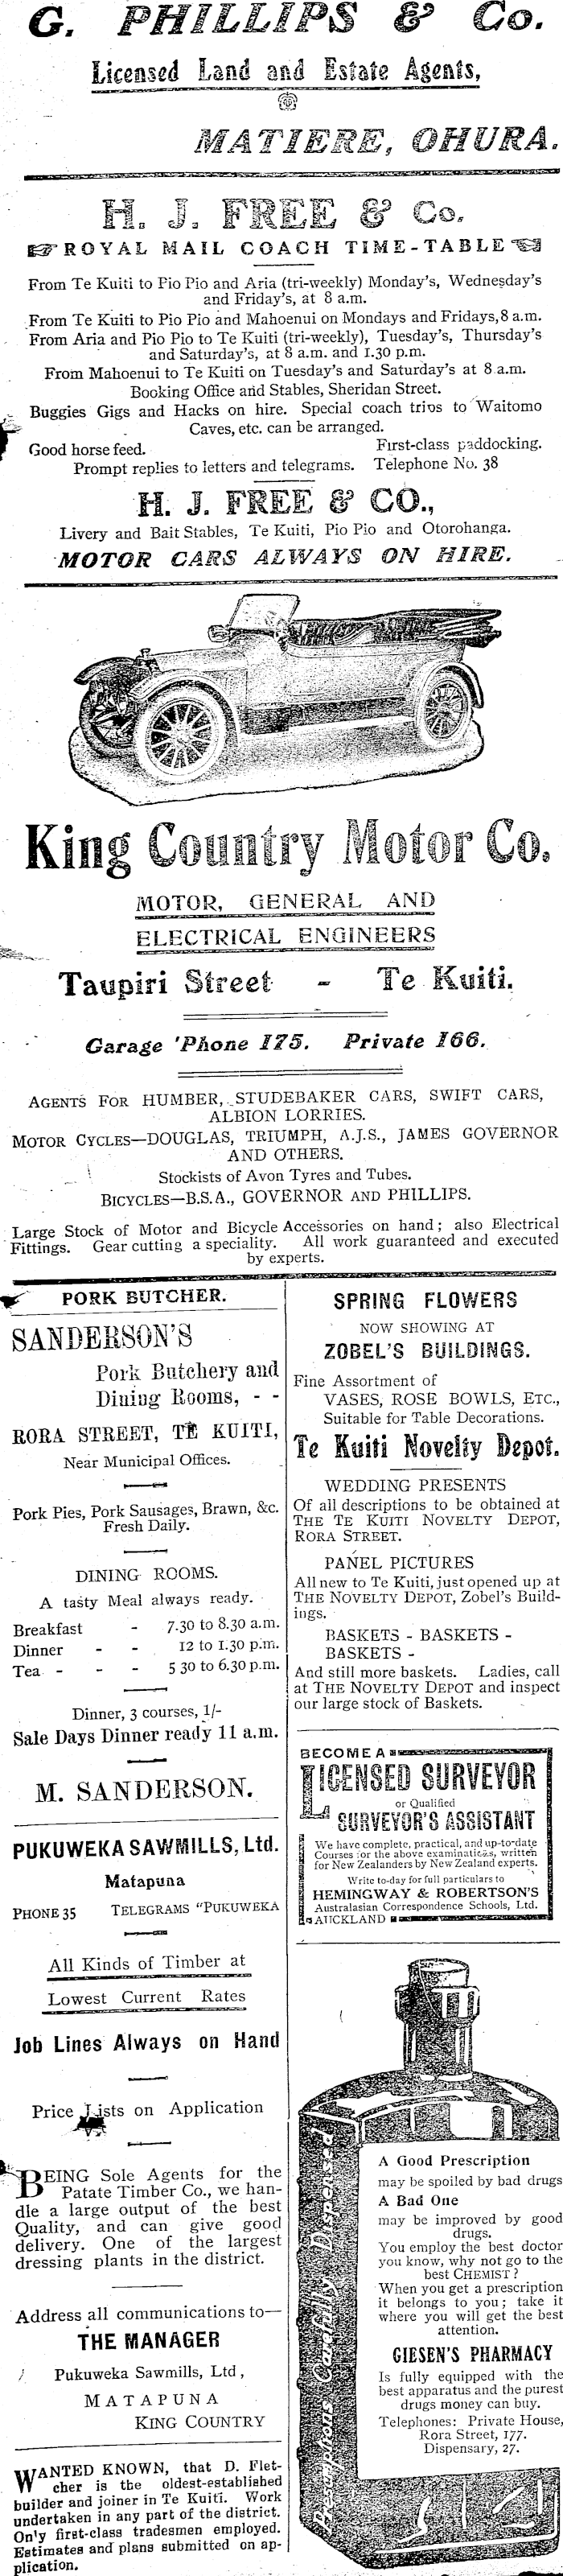 G. PHILLIPS & Co.
Licensed Land and Estate Agents,
MATIERE, OHURA.
H. J. FREE & Co.
ROYAL MAIL COACH TIME-TABLE
From Te Kuiti to Pio Pio and Aria (tri-weekly) Monday's, Wednesday's
and Friday's, at 8 a.m.
From Te Kuiti to Pio Pio and Mahoenui on Mondays and Fridays, 8 a.m.
From Aria and Pio Pio to Te Kuiti (tri-weekly), Tuesday's, Thursday's
and Saturday's, at 8 a.m. and 1.30 p.m.
From Mahoenui to Te Kuiti on Tuesday's and Saturday's at 8 a.m.
Booking Office and Stables, Sheridan Street.
Buggies Gigs and Hacks on hire. Special coach trips to Waitomo
Caves, etc. can be arranged.
Good horse feed. First-class paddocking.
Prompt replies to letters and telegrams. Telephone No. 38
H. J. FREE & CO.,
Livery and Bait Stables, Te Kuiti, Pio Pio and Otorohanga.
MOTOR CARS ALWAYS ON HIRE.
King Country Motor Co.
MOTOR, GENERAL AND
ELECTRICAL ENGINEERS
Taupiri Street - Te Kuiti.
Garage 'Phone 175. Private 166.
AGENTS FOR HUMBER, STUDEBAKER CARS, SWIFT CARS,
ALBION LORRIES.
MOTOR CYCLES—DOUGLAS, TRIUMPH, A.J.S., JAMES GOVERNOR
AND OTHERS.
Stockists of Avon Tyres and Tubes.
BICYCLES—B.S.A., GOVERNOR AND PHILLIPS.
Large Stock of Motor and Bicycle Accessories on hand; also Electrical
Fittings. Gear cutting a speciality. All work guaranteed and executed
by experts.
PORK BUTCHER.
SANDERSON'S
Pork Butchery and
Dining Rooms, - -
RORA STREET, TE KUITI,
Near Municipal Offices.
Pork Pies, Pork Sausages, Brawn, &c.
Fresh Daily.
DINING ROOMS.
A tasty Meal always ready.
Breakfast - 7.30 to 8.30 a.m.
Dinner - - 12 to 1.30 p.m.
Tea - - - 5 30 to 6.30 p.m.
Dinner, 3 courses, 1/-
Sale Days Dinner ready 11 a.m.
M. SANDERSON.
PUKUWEKA SAWMILLS, Ltd.
Matapuna
PHONE 35 TELEGRAMS "PUKUWEKA
All Kinds of Timber at
Lowest Current Rates
Job Lines Always on Hand
Price Lists on Application
BEING Sole Agents for the
Patate Timber Co., we han-
dle a large output of the best
Quality, and can give good
delivery. One of the largest
dressing plants in the district.
Address all communications to—
THE MANAGER
Pukuweka Sawmills, Ltd,
MATAPUNA
KING COUNTRY
WANTED KNOWN, that D. Flet-
cher is the oldest-established
builder and joiner in Te Kuiti. Work
undertaken in any part of the district.
On'y first-class tradesmen employed.
Estimates and plans submitted on ap-
plication.
SPRING FLOWERS
NOW SHOWING AT
ZOBEL'S BUILDINGS.
Fine Assortment of
VASES, ROSE BOWLS, ETC.,
Suitable for Table Decorations.
Te Kuiti Novelty Depot.
WEDDING PRESENTS
Of all descriptions to be obtained at
THE TE KUITI NOVELTY DEPOT,
RORA STREET.
PANEL PICTURES
All new to Te Kuiti, just opened up at
THE NOVELTY DEPOT, Zobel's Build-
ings.
BASKETS - BASKETS -
BASKETS -
And still more baskets. Ladies, call
at THE NOVELTY DEPOT and inspect
our large stock of Baskets.
BECOME A
LICENSED SURVEYOR
or Qualified
SURVEYOR'S ASSISTANT
We have complete, practical, and up-to-date
Courses for the above examinations, written
for New Zealanders by New Zealand experts.
Write to-day for full particulars to
HEMINGWAY & ROBERTSON'S
Australasian Correspondence Schools, Ltd.
AUCKLAND
Prescriptions Carefully Dispensed
A Good Prescription
may be spoiled by bad drugs
A Bad One
may be improved by good
drugs.
You employ the best doctor
you know, why not go to the
best CHEMIST?
When you get a prescription
it belongs to you; take it
where you will get the best
attention.
GIESEN'S PHARMACY
Is fully equipped with the
best apparatus and the purest
drugs money can buy.
Telephones: Private House,
Rora Street, 177.
Dispensary, 27.